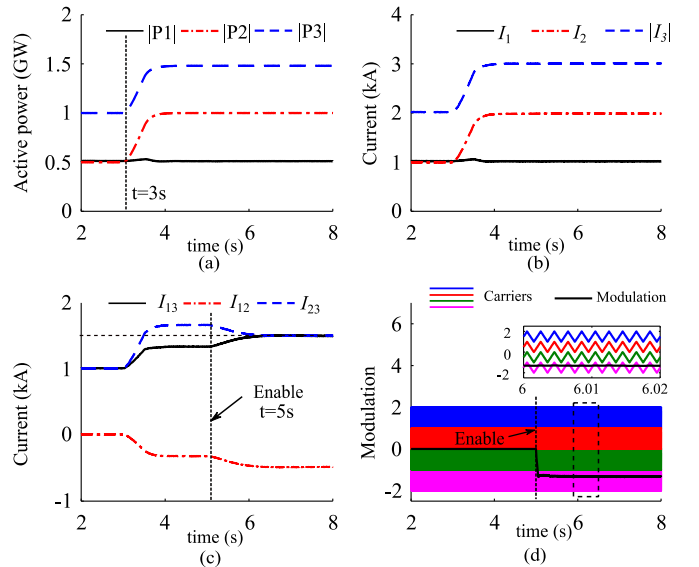 |P1| |P2| |P3|
Active power (GW)
2
1.5
1
0.5
0
t=3s
2 4 6 8
time (s)
(a)
I1 I2 |I3|
Current (kA)
4
3
2
1
0
2 4 6 8
time (s)
(b)
I13 I12 I23
Current (kA)
2
1
0
-1
Enable
t=5s
2 4 6 8
time (s)
(c)
Carriers Modulation
Modulation
6
4
2
0
-2
2
0
-2
6 6.01 6.02
Enable
2 4 6 8
time (s)
(d)